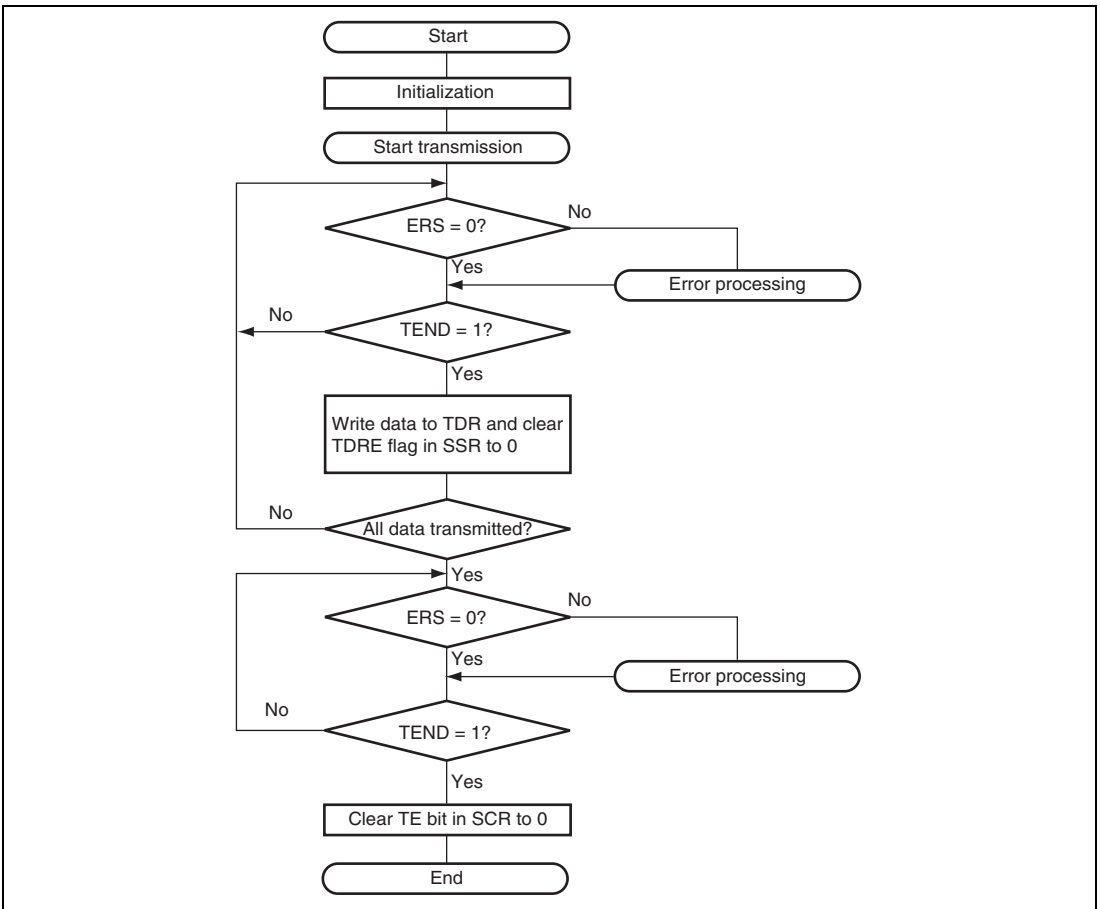 Start
Initialization
Start transmission
ERS = 0?
No
Yes
Error processing
No
TEND = 1?
Yes
Write data to TDR and clear
TDRE flag in SSR to 0
No
All data transmitted?
Yes
ERS = 0?
No
Yes
Error processing
No
TEND = 1?
Yes
Clear TE bit in SCR to 0
End